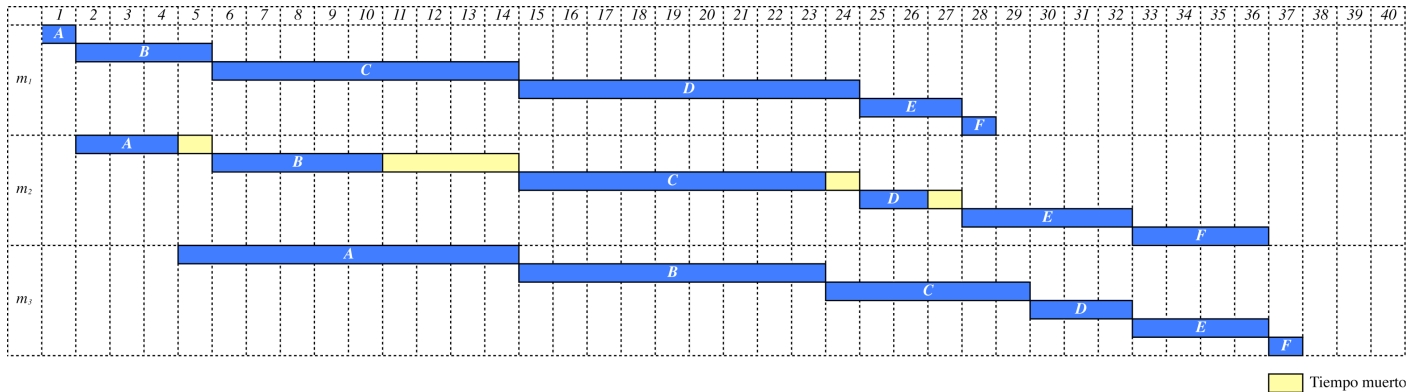 1 2 3 4 5 6 7 8 9 10 11 12 13 14 15 16 17 18 19 20 21 22 23 24 25 26 27 28 29 30 31 32 33 34 35 36 37 38 39 40
A
B
C
m₁
D
E
F
A
B
m₂
C
D
E
F
A
B
m₃
C
D
E
F
Tiempo muerto